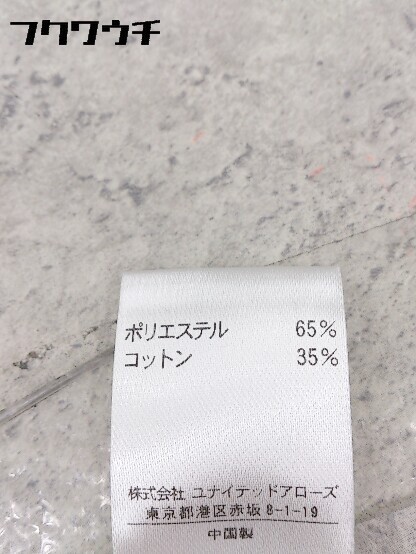 フクワウチ
ポリエステル 65%
コットン 35%
株式会社 ユナイテッドアローズ
東京都港区赤坂8-1-19
中国製